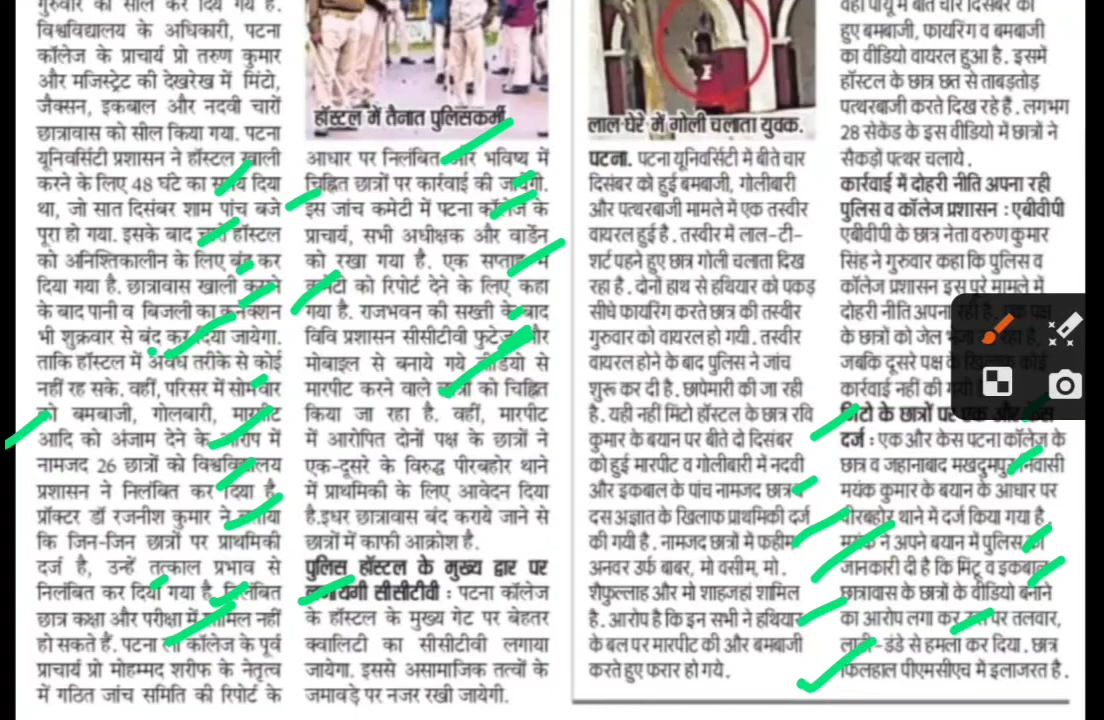 गुरुवार को सील कर दिया गया है.
विश्वविद्यालय के अधिकारी, पटना
कॉलेज के प्राचार्य प्रो तरुण कुमार
और मजिस्ट्रेट की देखरेख में मिंटो,
जैक्सन, इकबाल और नदवी चारों
छात्रावास को सील किया गया. पटना
यूनिवर्सिटी प्रशासन ने हॉस्टल खाली
करने के लिए 48 घंटे का समय दिया
था, जो सात दिसंबर शाम पांच बजे
पूरा हो गया. इसके बाद चारों हॉस्टल
को अनिश्तिकालीन के लिए बंद कर
दिया गया है. छात्रावास खाली कराने
के बाद पानी व बिजली का कनेक्शन
भी शुक्रवार से बंद कर दिया जायेगा.
ताकि हॉस्टल में अवैध तरीके से कोई
नहीं रह सके. वहीं, परिसर में सोमवार
को बमबाजी, गोलबारी, मारपीट
आदि को अंजाम देने के आरोप में
नामजद 26 छात्रों को विश्वविद्यालय
प्रशासन ने निलंबित कर दिया है.
प्रॉक्टर डॉ रजनीश कुमार ने बताया
कि जिन-जिन छात्रों पर प्राथमिकी
दर्ज है, उन्हें तत्काल प्रभाव से
निलंबित कर दिया गया है. निलंबित
छात्र कक्षा और परीक्षा में शामिल नहीं
हो सकते हैं. पटना लॉ कॉलेज के पूर्व
प्राचार्य प्रो मोहम्मद शरीफ के नेतृत्व
में गठित जांच समिति की रिपोर्ट के
हॉस्टल में तैनात पुलिसकर्मी.
आधार पर निलंबित और भविष्य में
चिह्नित छात्रों पर कार्रवाई की जायेगी.
इस जांच कमेटी में पटना कॉलेज के
प्राचार्य, सभी अधीक्षक और वार्डेन
को रखा गया है. एक सप्ताह में
कमेटी को रिपोर्ट देने के लिए कहा
गया है. राजभवन की सख्ती के बाद
विवि प्रशासन सीसीटीवी फुटेज और
मोबाइल से बनाये गये वीडियो से
मारपीट करने वाले छात्रों को चिह्नित
किया जा रहा है. वहीं, मारपीट
में आरोपित दोनों पक्ष के छात्रों ने
एक-दूसरे के विरुद्ध पीरबहोर थाने
में प्राथमिकी के लिए आवेदन दिया
है.इधर छात्रावास बंद कराये जाने से
छात्रों में काफी आक्रोश है.
पुलिस हॉस्टल के मुख्य द्वार पर
लगायेगी सीसीटीवी : पटना कॉलेज
के हॉस्टल के मुख्य गेट पर बेहतर
क्वालिटी का सीसीटीवी लगाया
जायेगा. इससे असामाजिक तत्वों के
जमावड़े पर नजर रखी जायेगी.
लाल घेरे में गोली चलाता युवक.
पटना. पटना यूनिवर्सिटी मे बीते चार
दिसंबर को हुई बमबाजी, गोलीबारी
और पत्थरबाजी मामले में एक तस्वीर
वायरल हुई है. तस्वीर में लाल-टी-
शर्ट पहने हुए छात्र गोली चलाता दिख
रहा है. दोनों हाथ से हथियार को पकड़
सीधे फायरिंग करते छात्र की तस्वीर
गुरुवार को वायरल हो गयी. तस्वीर
वायरल होने के बाद पुलिस ने जांच
शुरू कर दी है. छापेमारी की जा रही
है. यही नहीं मिंटो हॉस्टल के छात्र रवि
कुमार के बयान पर बीते दो दिसंबर
को हुई मारपीट व गोलीबारी में नदवी
और इकबाल के पांच नामजद छात्र व
दस अज्ञात के खिलाफ प्राथमिकी दर्ज
की गयी है. नामजद छात्रों में फहीम
अनवर उर्फ बाबर, मो वसीम, मो.
शैफुल्लाह और मो शाहजहां शामिल
है. आरोप है कि इन सभी ने हथियार
के बल पर मारपीट की और बमबाजी
करते हुए फरार हो गये.
वहीं पीयू में बीते चार दिसंबर को
हुए बमबाजी, फायरिंग व बमबाजी
का वीडियो वायरल हुआ है. इसमें
हॉस्टल के छात्र छत से ताबड़तोड़
पत्थरबाजी करते दिख रहे हैं. लगभग
28 सेकेंड के इस वीडियो में छात्रों ने
सैकड़ों पत्थर चलाये.
कार्रवाई में दोहरी नीति अपना रही
पुलिस व कॉलेज प्रशासन : एबीवीपी
एबीवीपी के छात्र नेता वरुण कुमार
सिंह ने गुरुवार कहा कि पुलिस व
कॉलेज प्रशासन इस पूरे मामले में
दोहरी नीति अपना रही है. एक पक्ष
के छात्रों को जेल भेजा जा रहा है.
जबकि दूसरे पक्ष के खिलाफ कोई
कार्रवाई नहीं की गयी है.
मिंटो के छात्रों पर एक और केस
दर्ज : एक और केस पटना कॉलेज के
छात्र व जहानाबाद मखदुमपुर निवासी
मयंक कुमार के बयान के आधार पर
पीरबहोर थाने में दर्ज किया गया है.
मयंक ने अपने बयान में पुलिस को
जानकारी दी है कि मिंटू व इकबाल
छात्रावास के छात्रों के वीडियो बनाने
का आरोप लगा कर उस पर तलवार,
लाठी-डंडे से हमला कर दिया. छात्र
फिलहाल पीएमसीएच में इलाजरत है.